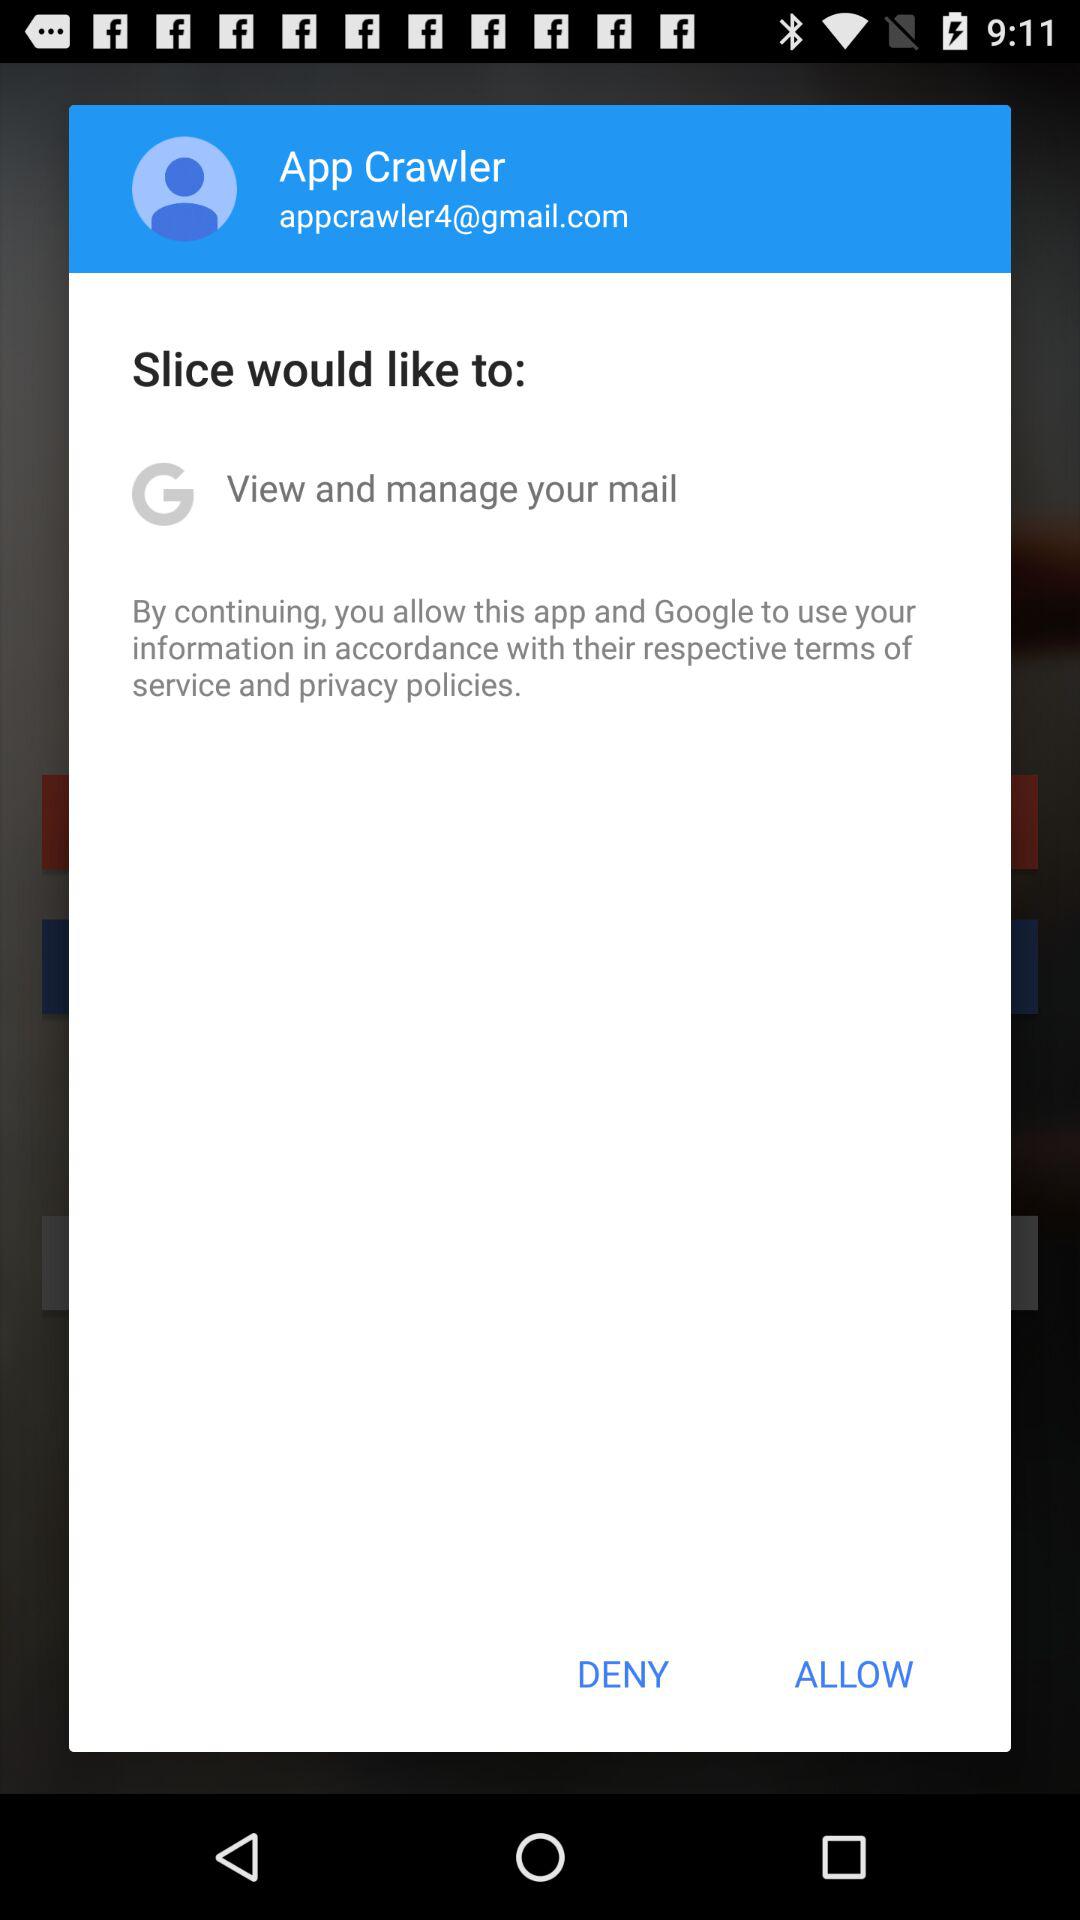 9:11
App Crawler
appcrawler4@gmail.com
Slice would like to:
View and manage your mail
By continuing, you allow this app and Google to use your
information in accordance with their respective terms of
service and privacy policies.
DENY ALLOW